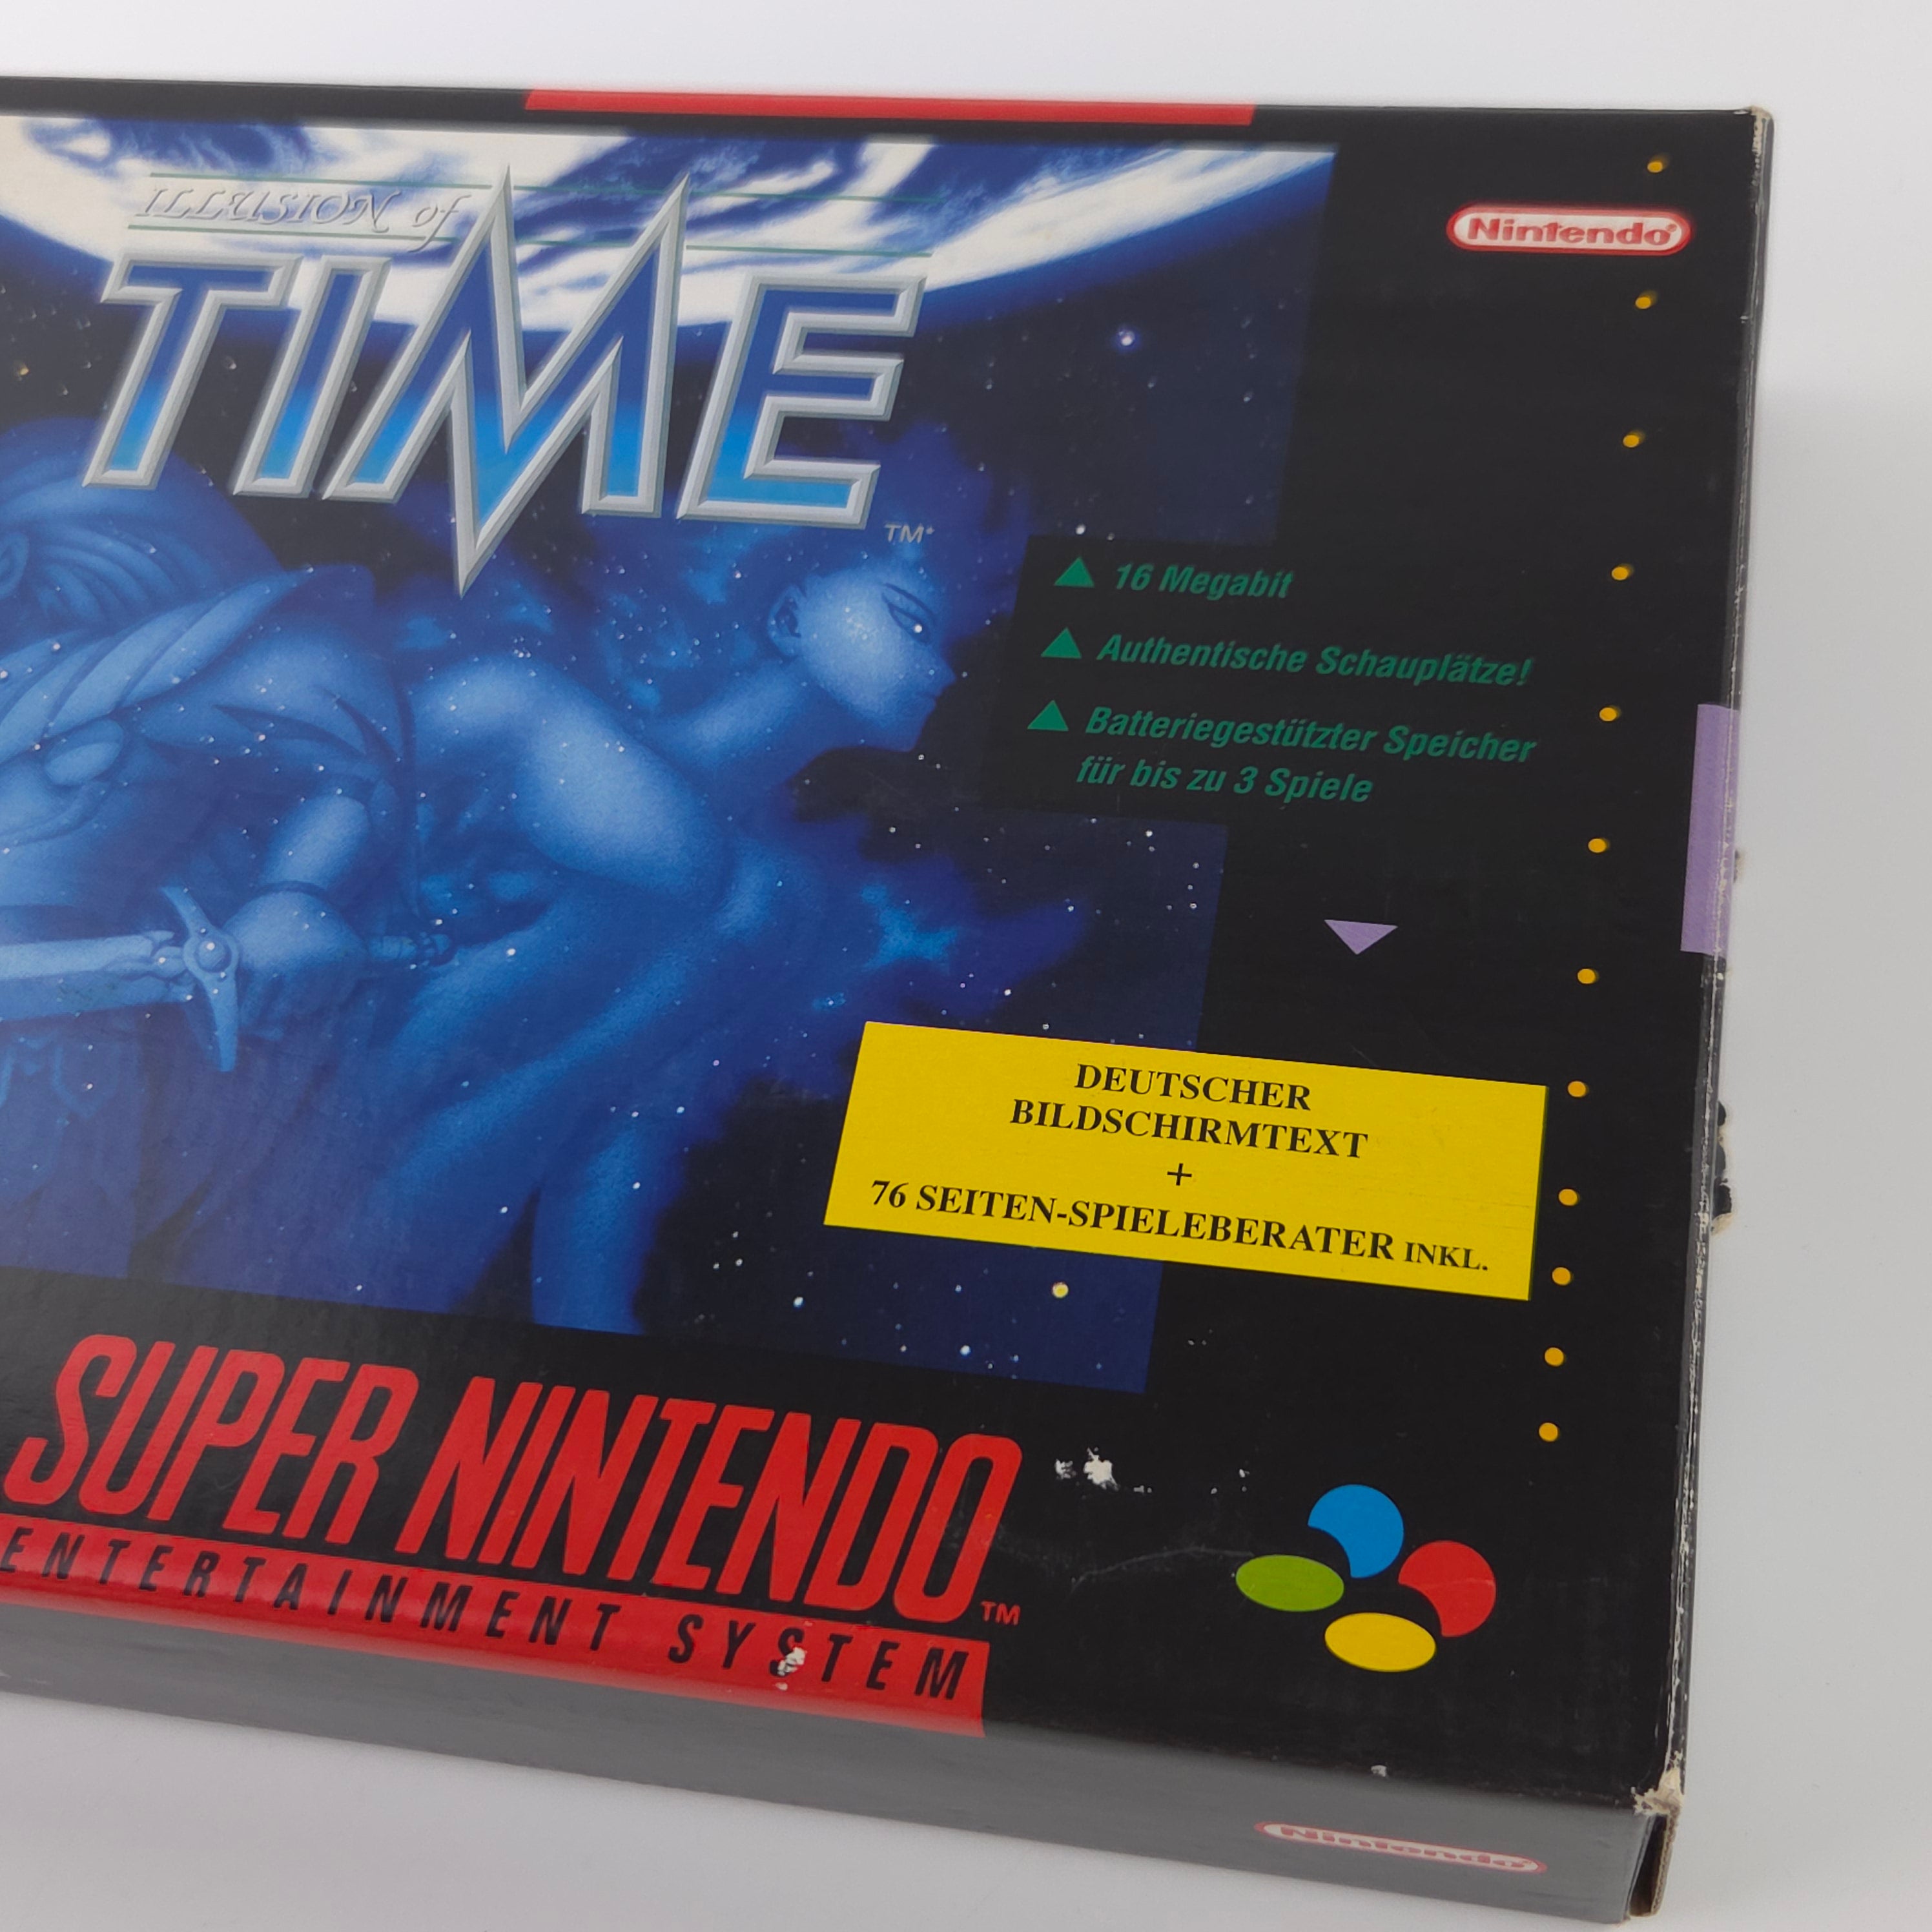 ILLUSION of
TIME
TM*
Nintendo®
16 Megabit
Authentische Schauplätze!
Batteriegestützter Speicher
für bis zu 3 Spiele
DEUTSCHER
BILDSCHIRMTEXT
+
76 SEITEN-SPIELEBERATER INKL.
SUPER NINTENDO
TM
ENTERTAINMENT SYSTEM
Nintendo®